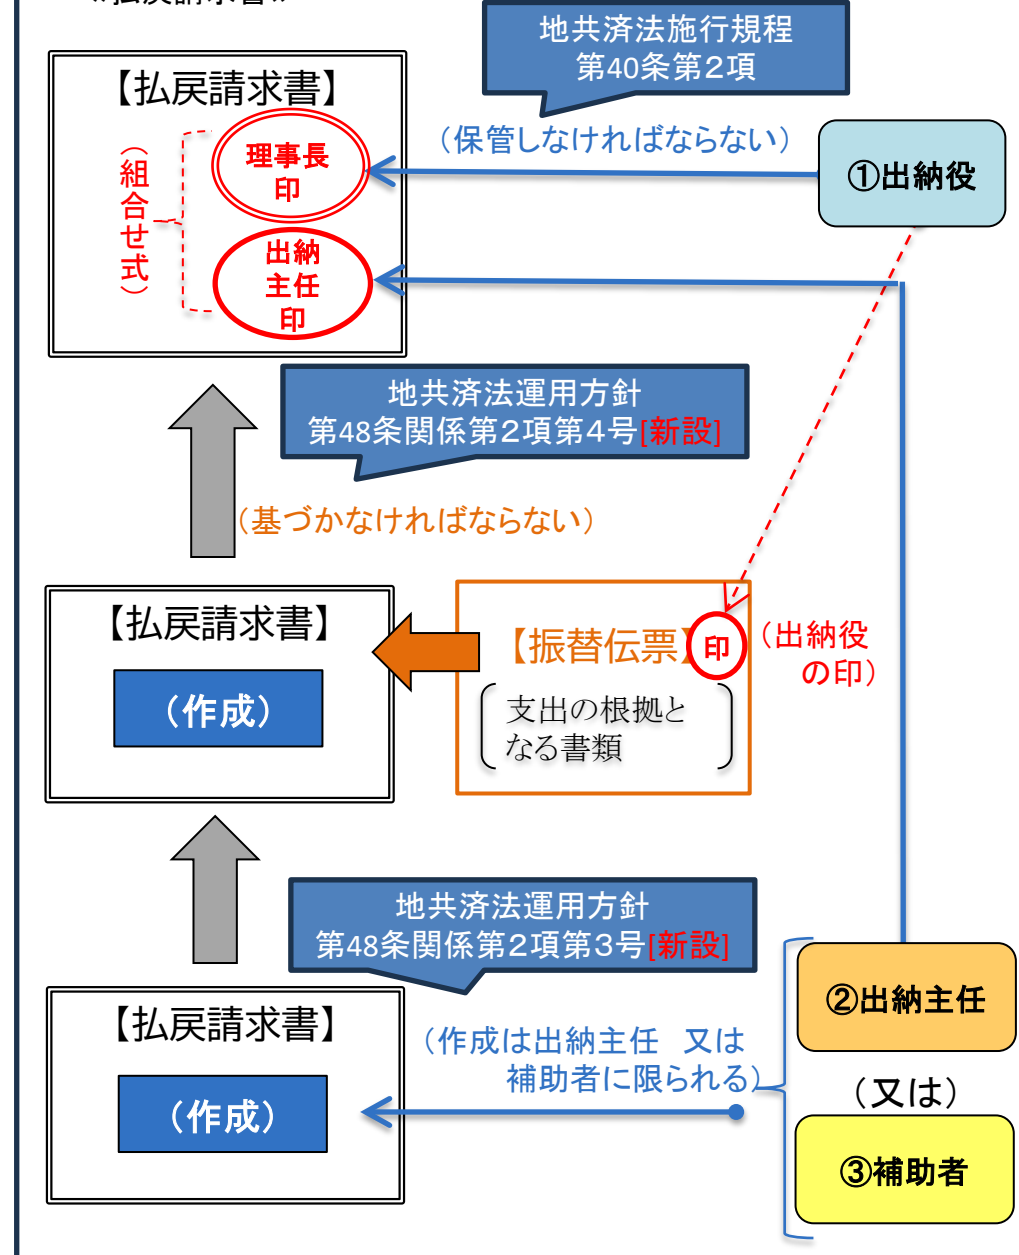 地共済法施行規程
第40条第2項
【払戻請求書】
(保管しなければならない)
理事長
印
(組合せ式)
①出納役
出納
主任
印
地共済法運用方針
第48条関係第2項第4号[新設]
(基づかなければならない)
【払戻請求書】
(作成)
【振替伝票】
印
(出納役
の印)
支出の根拠と
なる書類
地共済法運用方針
第48条関係第2項第3号[新設]
②出納主任
【払戻請求書】
(作成は出納主任 又は
補助者に限られる)
(又は)
(作成)
③補助者